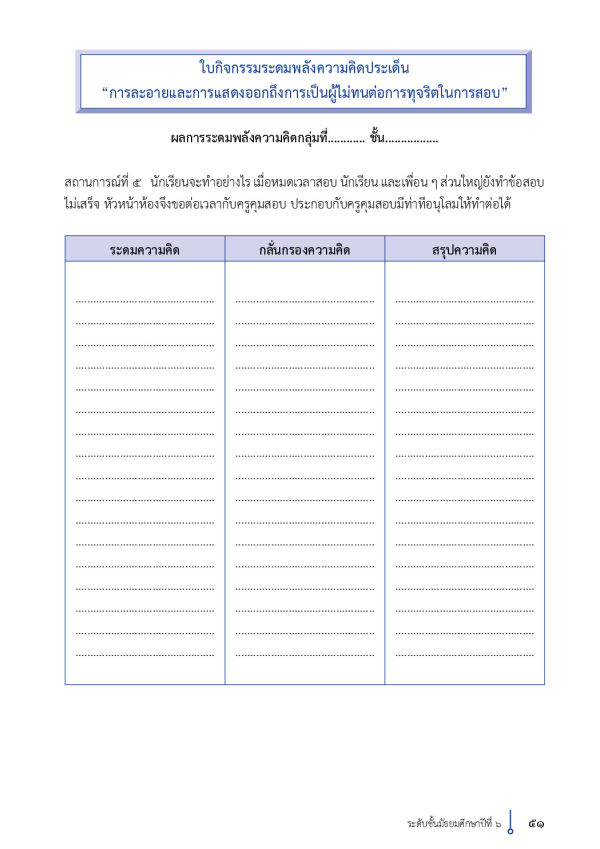 ใบกิจกรรมระดมพลังความคิดประเด็น
“การละอายและการแสดงออกถึงการเป็นผู้ไม่ทนต่อการทุจริตในการสอบ”
ผลการระดมพลังความคิดกลุ่มที่............ ชั้น.................
สถานการณ์ที่ ๕ นักเรียนจะทำอย่างไร เมื่อหมดเวลาสอบ นักเรียน และเพื่อน ๆ ส่วนใหญ่ยังทำข้อสอบ
ไม่เสร็จ หัวหน้าห้องจึงขอต่อเวลากับครูคุมสอบ ประกอบกับครูคุมสอบมีท่าทีอนุโลมให้ทำต่อได้
ระดมความคิด กลั่นกรองความคิด สรุปความคิด
ระดับชั้นมัธยมศึกษาปีที่ ๖ ๕๑